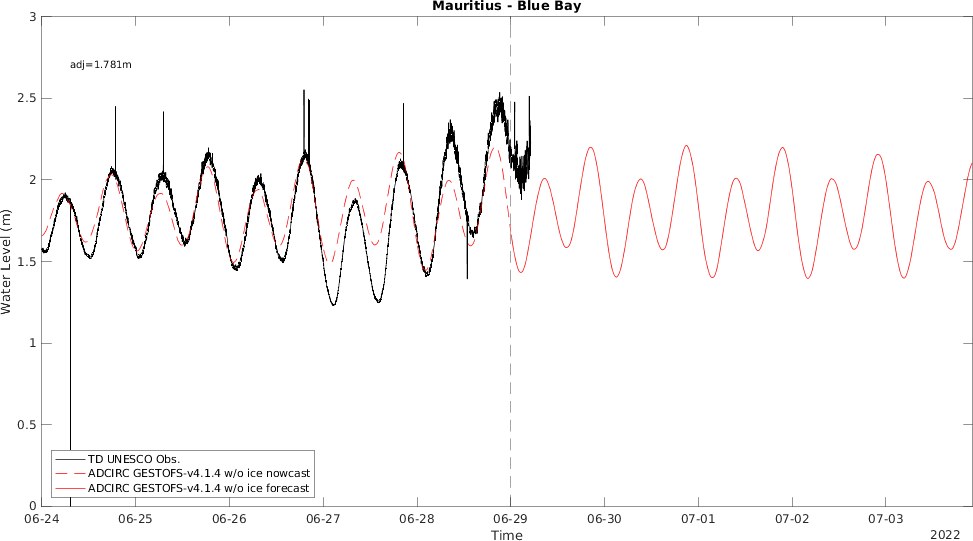 Mauritius - Blue Bay
adj=1.781m
Water Level (m)
3
2.5
2
1.5
1
0.5
0
TD UNESCO Obs.
ADCIRC GESTOFS-v4.1.4 w/o ice nowcast
ADCIRC GESTOFS-v4.1.4 w/o ice forecast
06-24 06-25 06-26 06-27 06-28 06-29 06-30 07-01 07-02 07-03
Time
2022